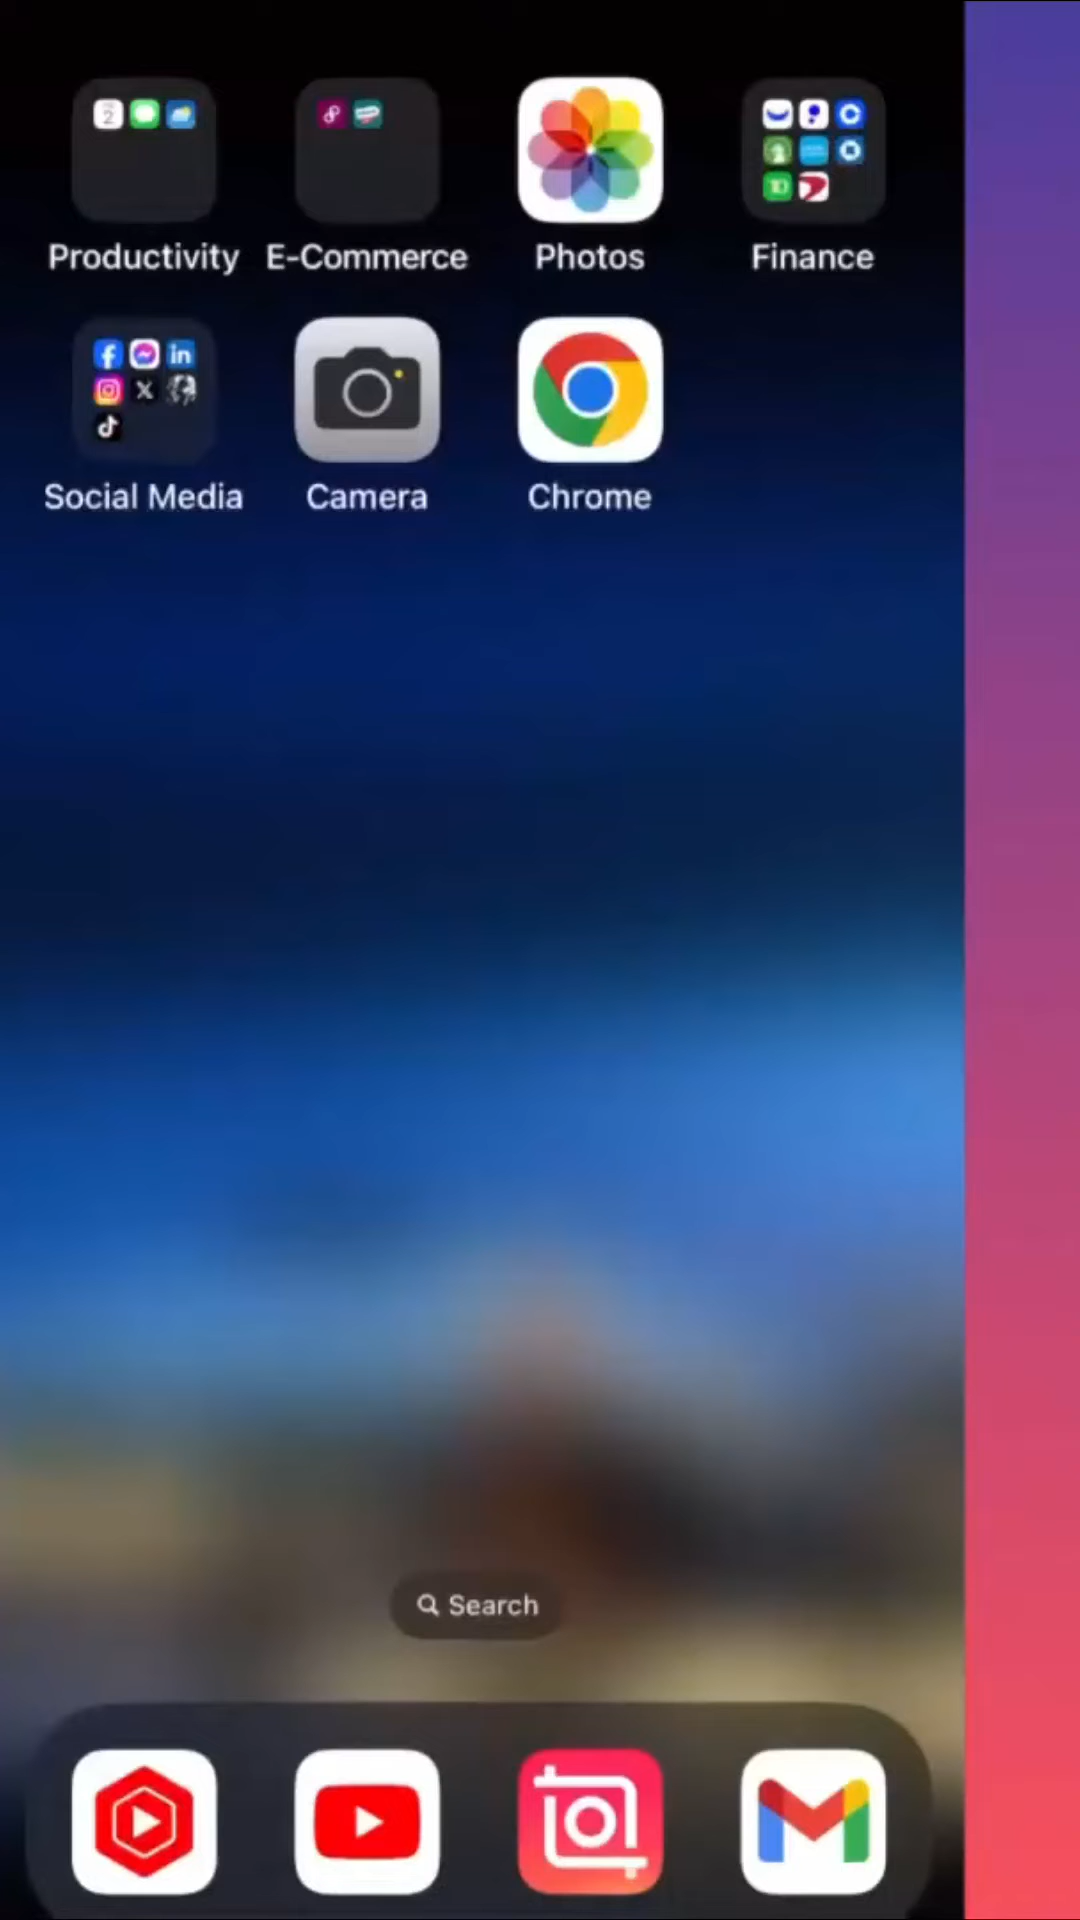 Productivity
E-Commerce
Photos
Finance
Social Media
Camera
Chrome
Search